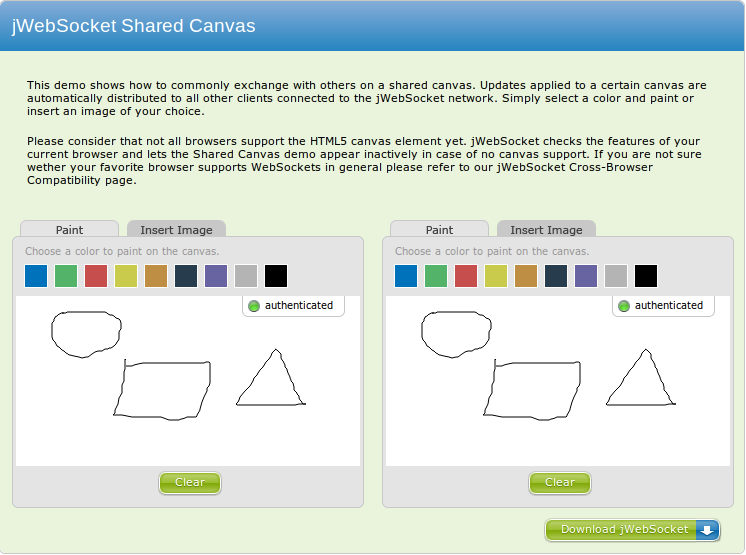 jWebSocket Shared Canvas
This demo shows how to commonly exchange with others on a shared canvas. Updates applied to a certain canvas are
automatically distributed to all other clients connected to the jWebSocket network. Simply select a color and paint or
insert an image of your choice.
Please consider that not all browsers support the HTML5 canvas element yet. jWebSocket checks the features of your
current browser and lets the Shared Canvas demo appear inactively in case of no canvas support. If you are not sure
wether your favorite browser supports WebSockets in general please refer to our jWebSocket Cross-Browser
Compatibility page.
Paint Insert Image
Choose a color to paint on the canvas.
authenticated
Clear
Paint Insert Image
Choose a color to paint on the canvas.
authenticated
Clear
Download jWebSocket